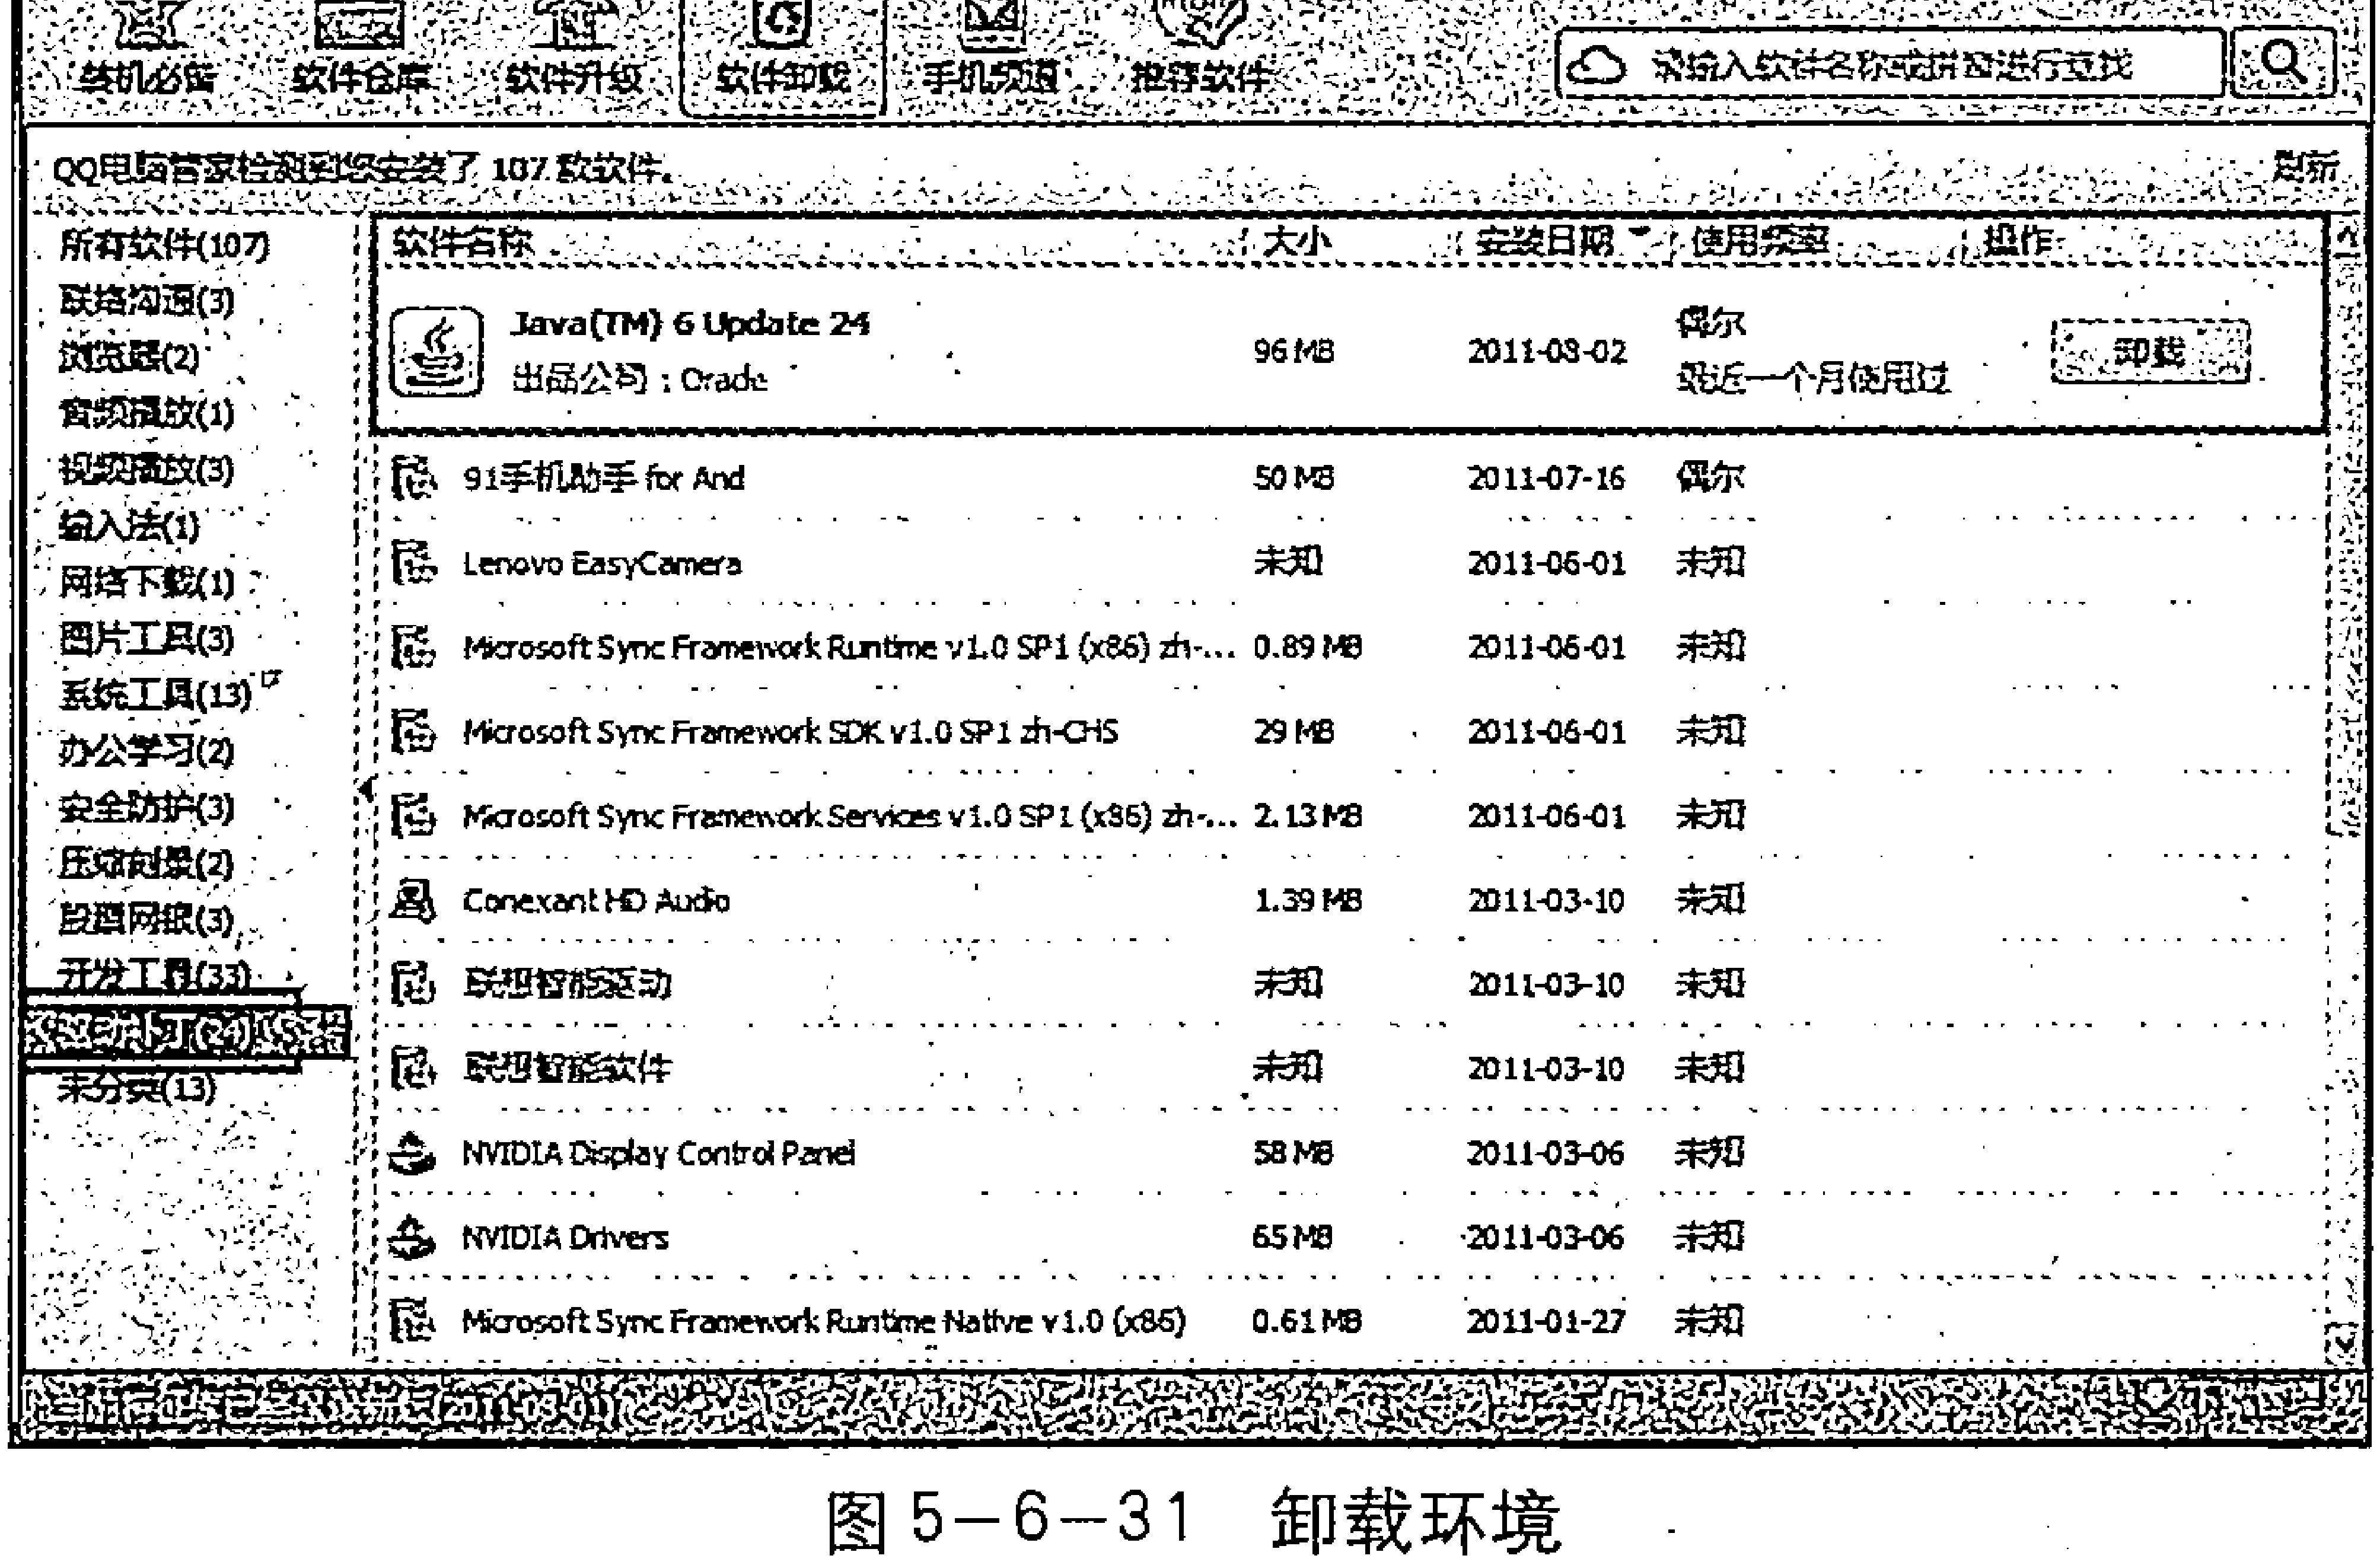 装机必备 软件仓库 软件升级 软件卸载 手机频道 推荐软件 请输入软件名称或拼音进行查找
QQ电脑管家检测到您安装了 107 款软件。 刷新
所有软件(107)
联络沟通(3)
浏览器(2)
音频播放(1)
视频播放(3)
输入法(1)
网络下载(1)
图片工具(3)
系统工具(13)
办公学习(2)
安全防护(3)
压缩刻录(2)
股票网银(3)
开发工具(33)
未分类(13)
软件名称 大小 安装日期 使用频率 操作
Java(TM) 6 Update 24
出品公司：Oracle
96 MB 2011-08-02 偶尔
最近一个月使用过
卸载
91手机助手 for And 50 MB 2011-07-16 偶尔
Lenovo EasyCamera 未知 2011-06-01 未知
Microsoft Sync Framework Runtime v1.0 SP1 (x86) zh-... 0.89 MB 2011-06-01 未知
Microsoft Sync Framework SDK v1.0 SP1 zh-CHS 29 MB 2011-06-01 未知
Microsoft Sync Framework Services v1.0 SP1 (x86) zh-... 2.13 MB 2011-06-01 未知
Conexant HD Audio 1.39 MB 2011-03-10 未知
联想智能驱动 未知 2011-03-10 未知
联想智能软件 未知 2011-03-10 未知
NVIDIA Display Control Panel 58 MB 2011-03-06 未知
NVIDIA Drivers 65 MB 2011-03-06 未知
Microsoft Sync Framework Runtime Native v1.0 (x86) 0.61 MB 2011-01-27 未知
图 5-6-31 卸载环境